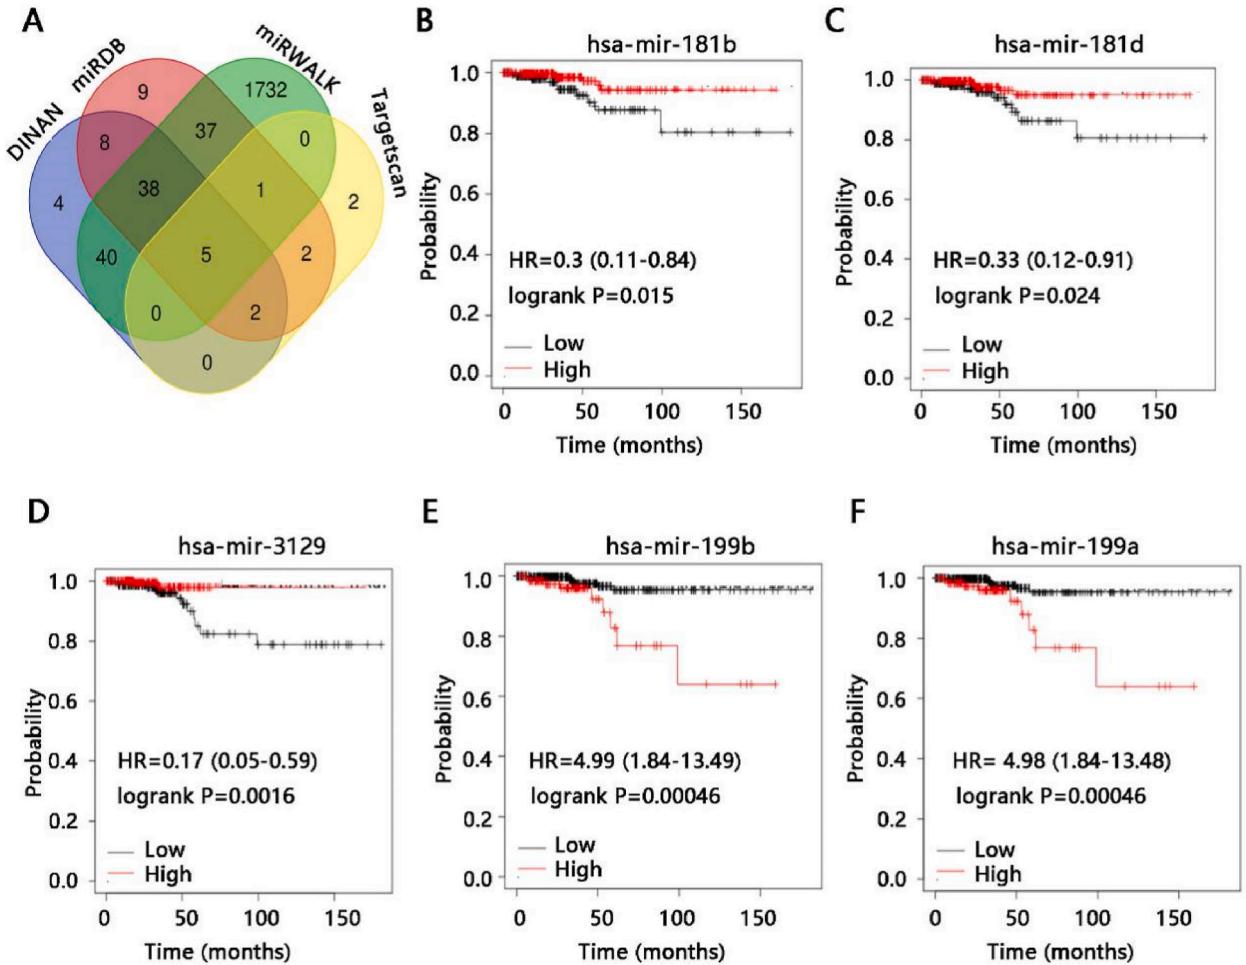 A
DINAN
miRDB
miRWALK
Targetscan
9
1732
8
37
0
4
38
1
2
40
5
2
0
2
0
B
hsa-mir-181b
1.0
0.8
0.6
0.4
0.2
0.0
Probability
HR=0.3 (0.11-0.84)
logrank P=0.015
Low
High
0 50 100 150
Time (months)
C
hsa-mir-181d
1.0
0.8
0.6
0.4
0.2
0.0
Probability
HR=0.33 (0.12-0.91)
logrank P=0.024
Low
High
0 50 100 150
Time (months)
D
hsa-mir-3129
1.0
0.8
0.6
0.4
0.2
0.0
Probability
HR=0.17 (0.05-0.59)
logrank P=0.0016
Low
High
0 50 100 150
Time (months)
E
hsa-mir-199b
1.0
0.8
0.6
0.4
0.2
0.0
Probability
HR=4.99 (1.84-13.49)
logrank P=0.00046
Low
High
0 50 100 150
Time (months)
F
hsa-mir-199a
1.0
0.8
0.6
0.4
0.2
0.0
Probability
HR= 4.98 (1.84-13.48)
logrank P=0.00046
Low
High
0 50 100 150
Time (months)